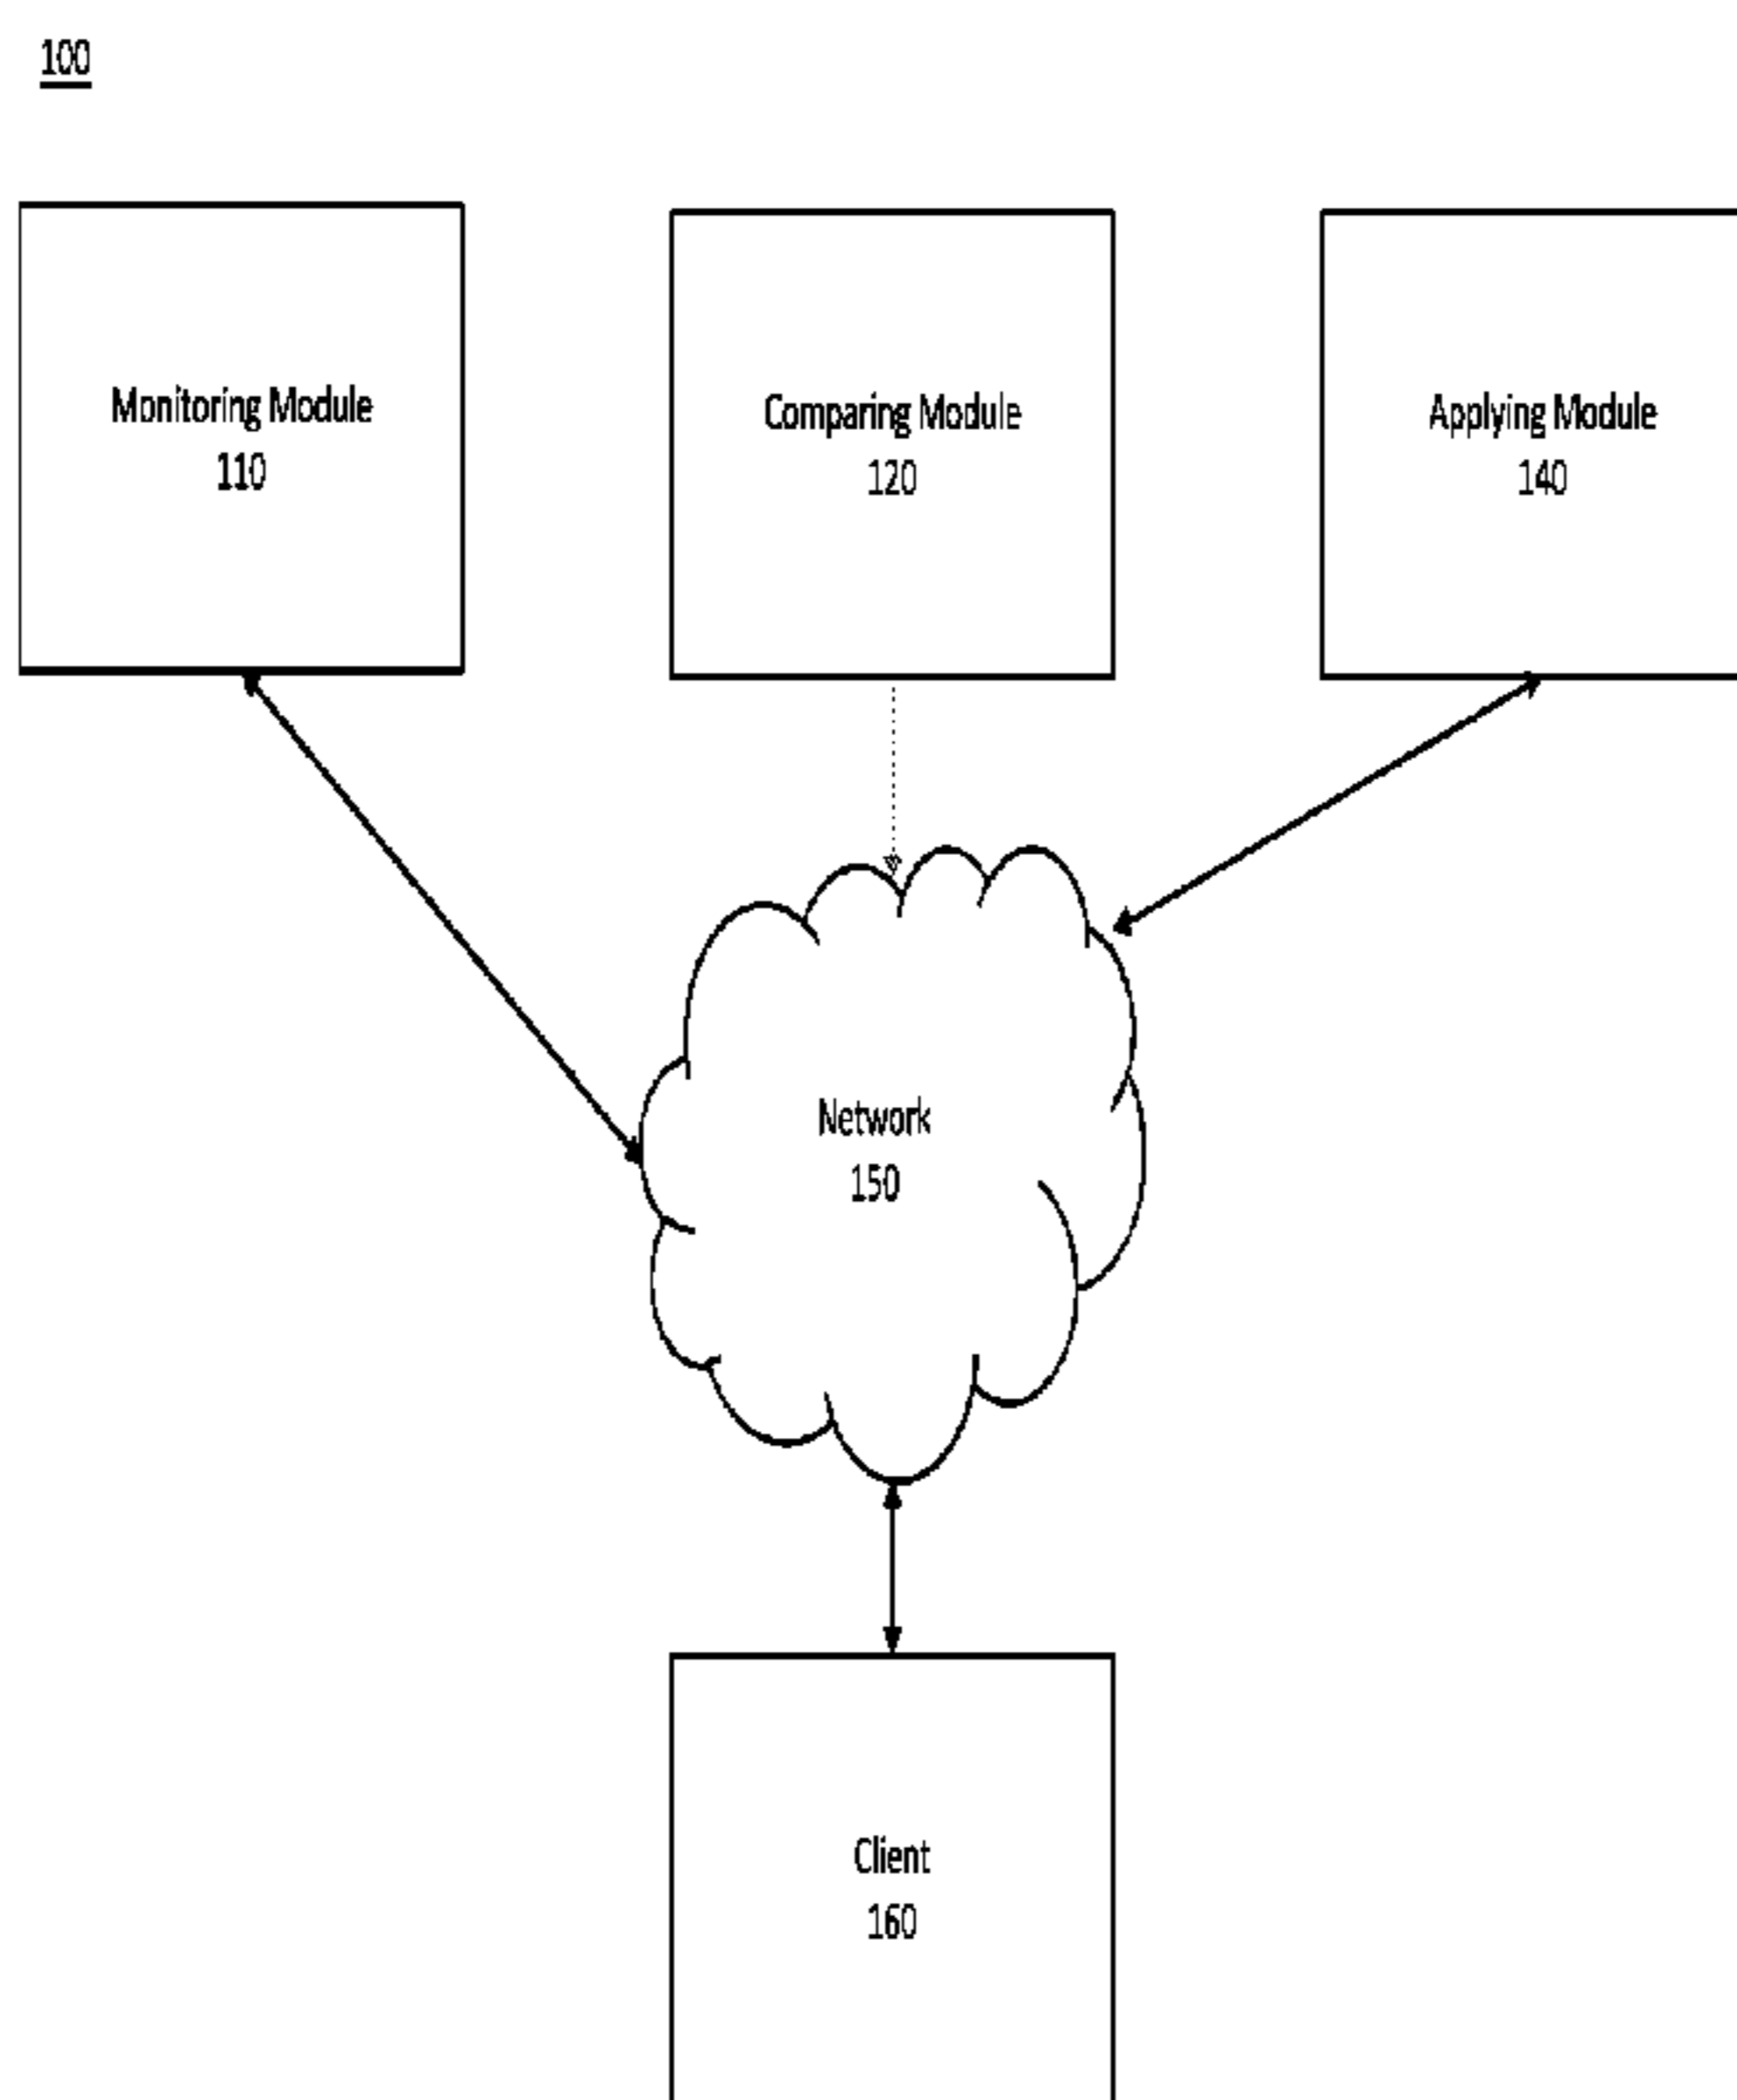 100
Monitoring Module
110
Comparing Module
120
Applying Module
140
Network
150
Client
160